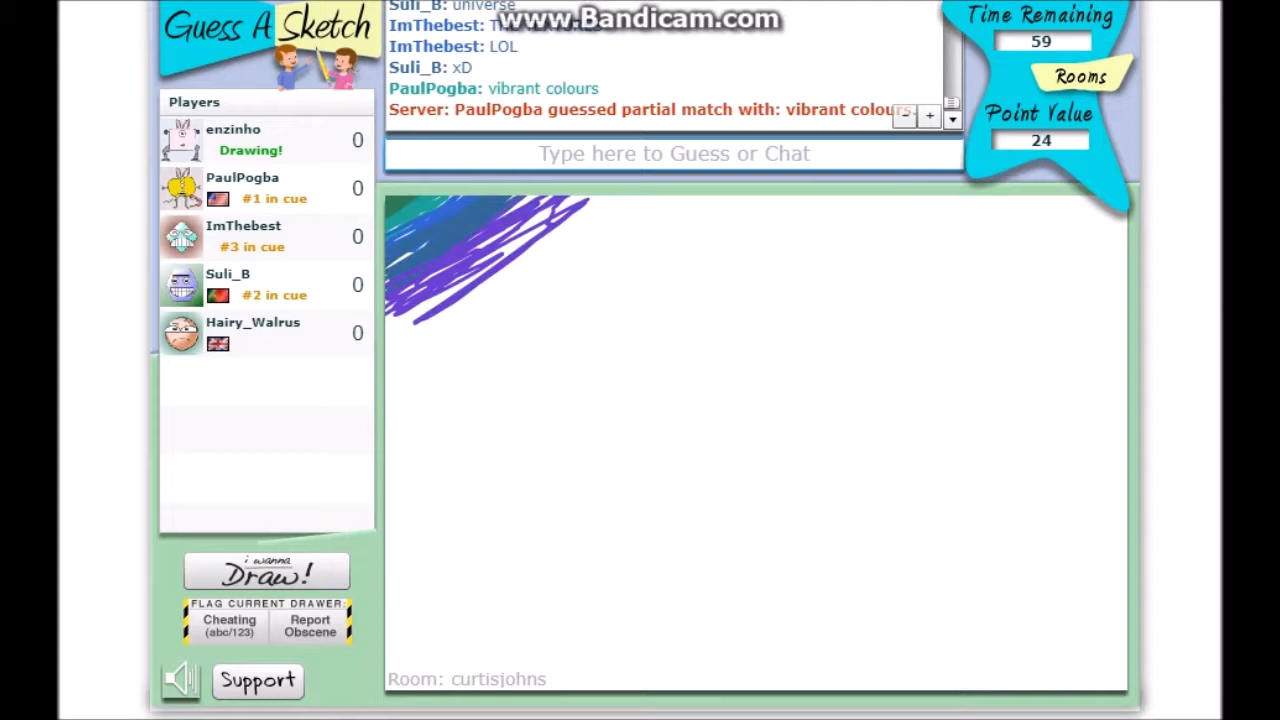 Guess A Sketch
Suli_B: universe
www.Bandicam.com
ImThebest:
ImThebest: LOL
Suli_B: xD
PaulPogba: vibrant colours
Server: PaulPogba guessed partial match with: vibrant colours.
- +
Type here to Guess or Chat
Time Remaining
59
Rooms
Point Value
24
Players
enzinho 0
Drawing!
PaulPogba 0
#1 in cue
ImThebest 0
#3 in cue
Suli_B 0
#2 in cue
Hairy_Walrus 0
i wanna
Draw!
FLAG CURRENT DRAWER:
Cheating
(abc/123)
Report
Obscene
Support
Room: curtisjohns